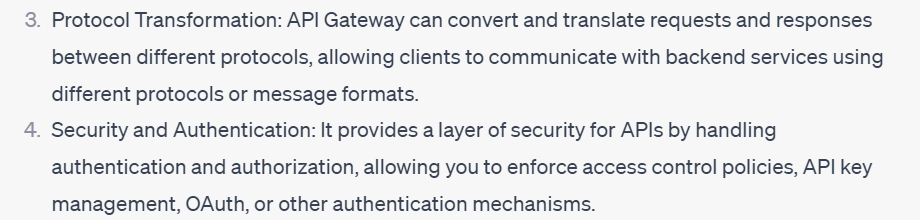 3. Protocol Transformation: API Gateway can convert and translate requests and responses
between different protocols, allowing clients to communicate with backend services using
different protocols or message formats.
4. Security and Authentication: It provides a layer of security for APIs by handling
authentication and authorization, allowing you to enforce access control policies, API key
management, OAuth, or other authentication mechanisms.